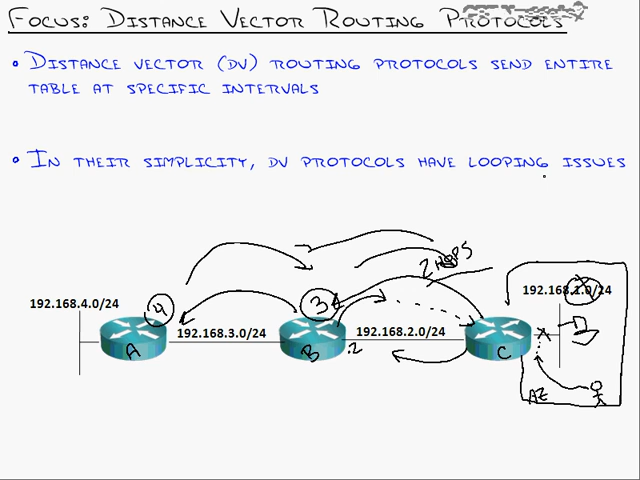 Focus: Distance Vector Routing Protocols
• Distance vector (DV) routing protocols send entire
table at specific intervals
• In their simplicity, DV protocols have looping issues
2 HOPS
192.168.4.0/24
192.168.3.0/24
3
192.168.2.0/24
A
B
.2
C
AZ